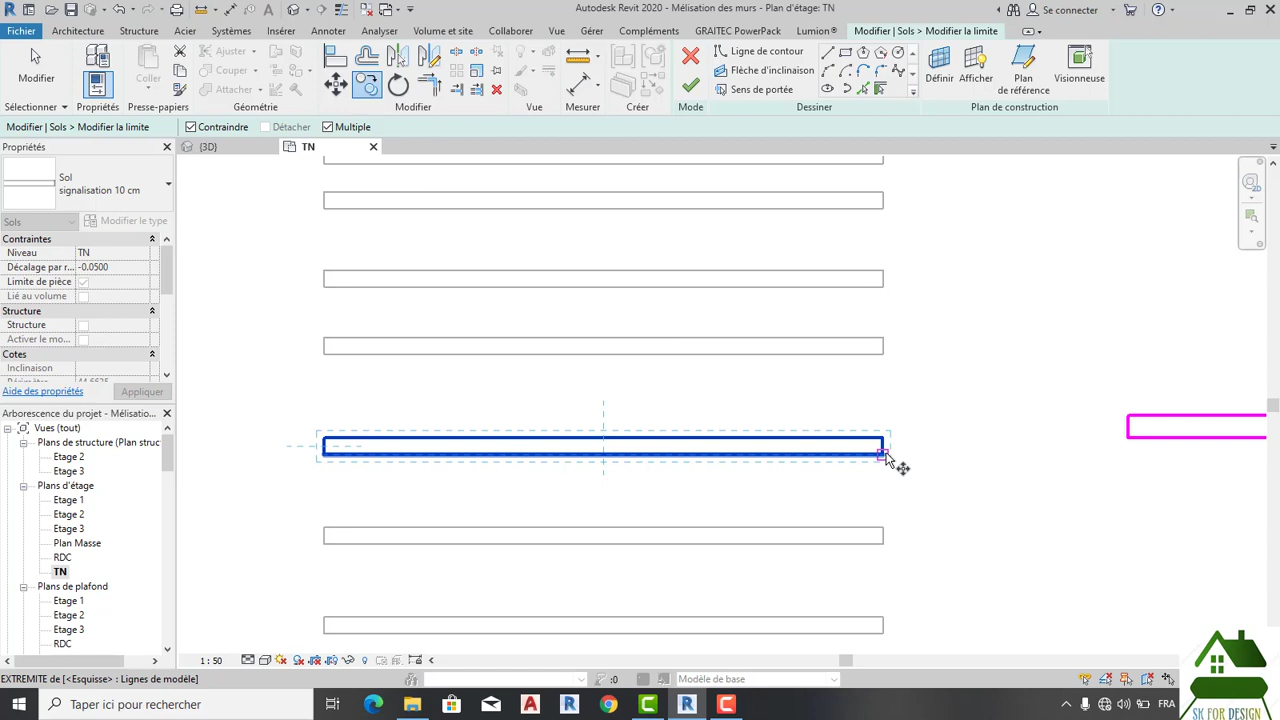 Autodesk Revit 2020 - Mélisation des murs - Plan d'étage: TN
Se connecter
Fichier
Architecture
Structure
Acier
Systèmes
Insérer
Annoter
Analyser
Volume et site
Collaborer
Vue
Gérer
Compléments
GRAITEC PowerPack
Lumion®
Modifier | Sols > Modifier la limite
Modifier
Coller
Ajuster
Couper
Attacher
Ligne de contour
Flèche d'inclinaison
Sens de portée
Définir
Afficher
Plan
de référence
Visionneuse
Sélectionner
Propriétés
Presse-papiers
Géométrie
Modifier
Vue
Mesurer
Créer
Mode
Dessiner
Plan de construction
Modifier | Sols > Modifier la limite
Contraindre
Détacher
Multiple
Propriétés
{3D}
TN
Sol
signalisation 10 cm
Sols
Modifier le type
Contraintes
Niveau
TN
Décalage par r...
-0.0500
Limite de pièce
Lié au volume
Structure
Structure
Activer le mo...
Cotes
Inclinaison
Aide des propriétés
Appliquer
Arborescence du projet - Mélisatio...
Vues (tout)
Plans de structure (Plan struc
Etage 2
Etage 3
Plans d'étage
Etage 1
Etage 2
Etage 3
Plan Masse
RDC
TN
Plans de plafond
Etage 1
Etage 2
Etage 3
RDC
1 : 50
EXTREMITE de [<Esquisse> : Lignes de modèle]
:0
Modèle de base
Taper ici pour rechercher
FRA
SK FOR DESIGN